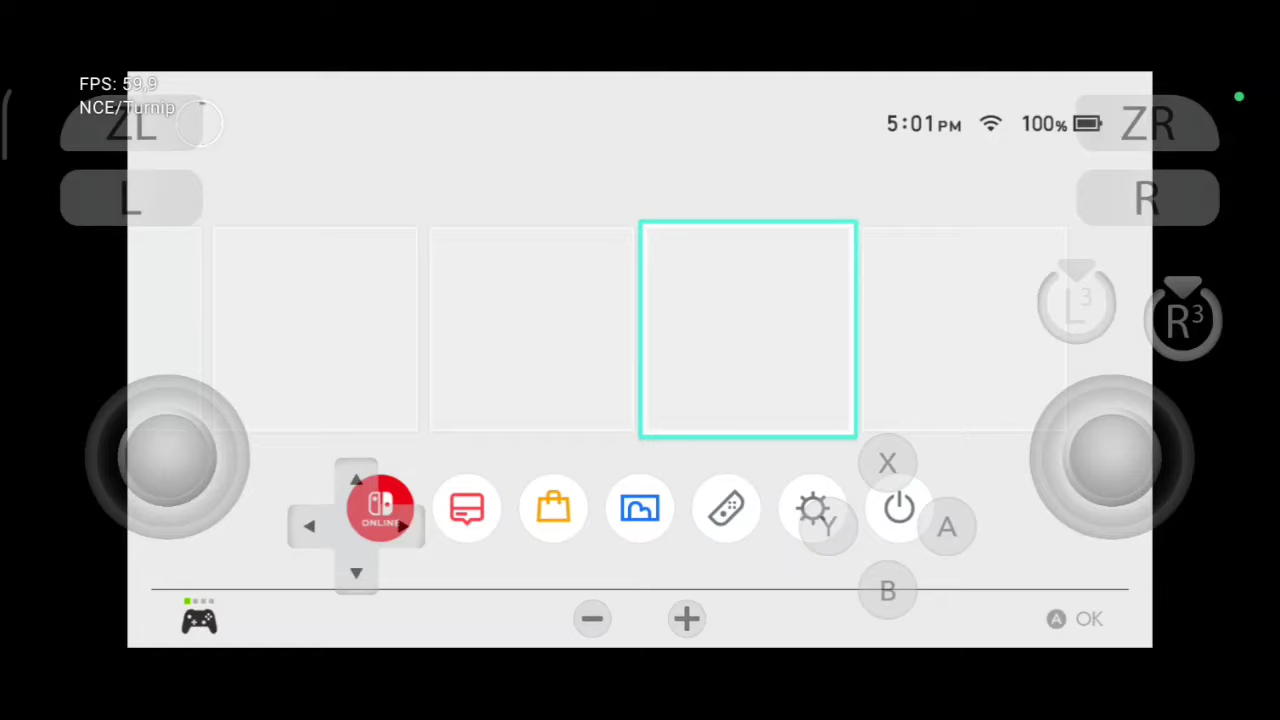 FPS: 59,9
NCE/Turnip
ZL
5:01PM
100%
ZR
L
R
L3
R3
X
ONLINE
Y
A
B
A OK